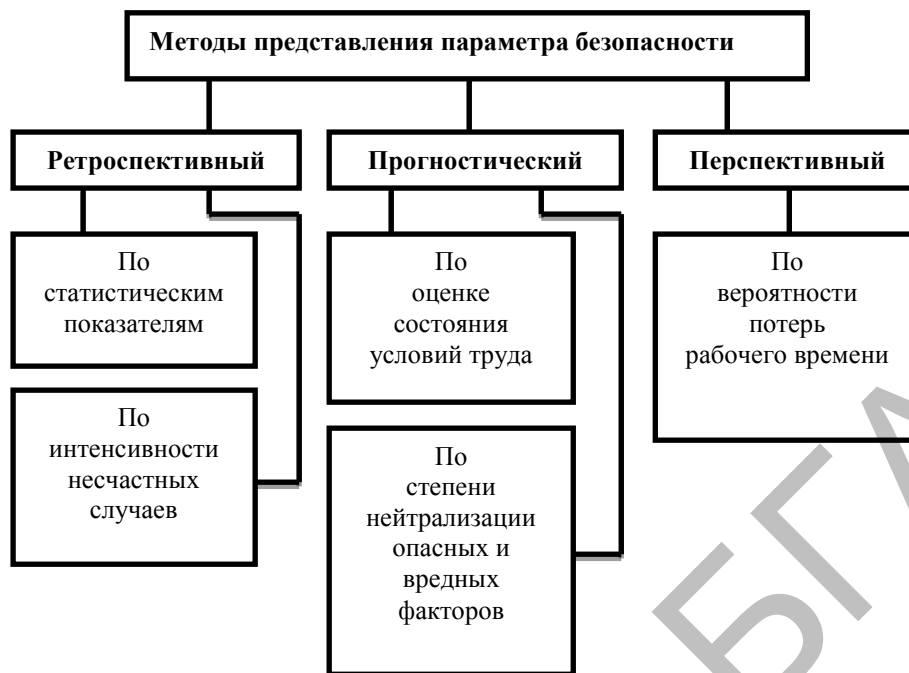 Методы представления параметра безопасности
Ретроспективный
Прогностический
Перспективный
По
статистическим
показателям
По
интенсивности
несчастных
случаев
По
оценке
состояния
условий труда
По
степени
нейтрализации
опасных и
вредных
факторов
По
вероятности
потерь
рабочего времени